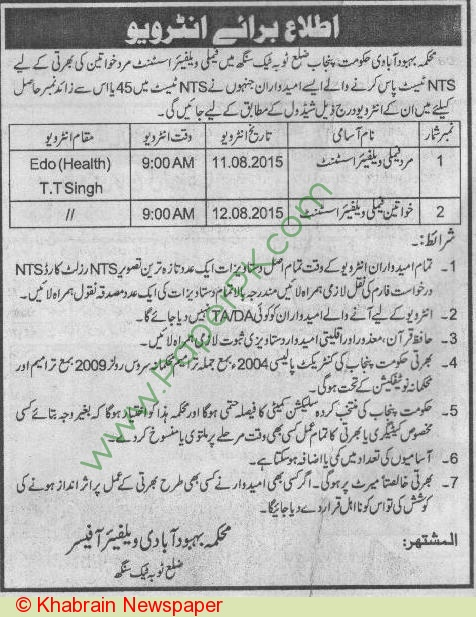 اطلاع برائے انٹرویو
محکمہ بہبود آبادی حکومت پنجاب ضلع ٹوبہ ٹیک سنگھ میں فیملی ویلفیئر اسسٹنٹ مرد خواتین کی بھرتی کے لیے
NTS ٹیسٹ پاس کرنے والے ایسے امیدواران جنہوں نے NTS ٹیسٹ میں 45 یا اس سے زائد نمبر حاصل
کیلئے میں ان کے انٹرویو درج ذیل شیڈول کے مطابق لیے جائیں گی۔
نمبر شمار نام آسامی تاریخ انٹرویو وقت انٹرویو مقام انٹرویو
1 مرد فیملی ویلفیئر اسسٹنٹ 11.08.2015 9:00AM Edo (Health)
T.T Singh
2 خواتین فیملی ویلفیئر اسسٹنٹ 12.08.2015 9:00AM //
شرائط:۔
1۔ تمام امیدواران انٹرویو کے وقت تمام اصل دستاویزات ایک عدد تازہ ترین تصویر NTS رزلٹ کارڈ NTS
درخواست فارم کی نقل لازمی ہمراہ لائیں مندرجہ بالا تمام دستاویزات کی ایک عدد مصدقہ نقول ہمراہ لائیں۔
2۔ انٹرویو کے لیے آنے والے امیدواران کو کوئی TA/DA نہیں دیا جائے گا۔
3۔ حافظ قرآن، معذور اور اقلیتی امیدوار دستاویزی ثبوت لازمی ہمراہ لائیں۔
4۔ بھرتی حکومت پنجاب کی کنٹریکٹ پالیسی 2004ء بمع جملہ ترامیم محکمانہ سروس رولز 2009 بمع ترامیم اور
محکمانہ نوٹیفکیشن کے تحت ہوگی۔
5۔ حکومت پنجاب کی منتخب کردہ سلیکشن کمیٹی کا فیصلہ حتمی ہوگا اور محکمہ ہذا کو اختیار ہوگا کہ بغیر وجہ بتائے کسی
مخصوص کیٹیگری یا بھرتی کا تمام عمل کسی بھی وقت مرحلے پر ملتوی یا منسوخ کر دے۔
6۔ آسامیوں کی تعداد میں کمی یا اضافہ ہو سکتا ہے۔
7۔ بھرتی خالصتاً میرٹ پر ہوگی۔ اگر کسی بھی امیدوار نے کسی بھی طرح بھرتی کے عمل پر اثر انداز ہونے کی
کوشش کی تو اس کو نااہل قرار دے دیا جائیگا۔
المشتہر: محکمہ بہبود آبادی ویلفیئر آفیسر
ضلع ٹوبہ ٹیک سنگھ
www.PaperPK.com
© Khabrain Newspaper